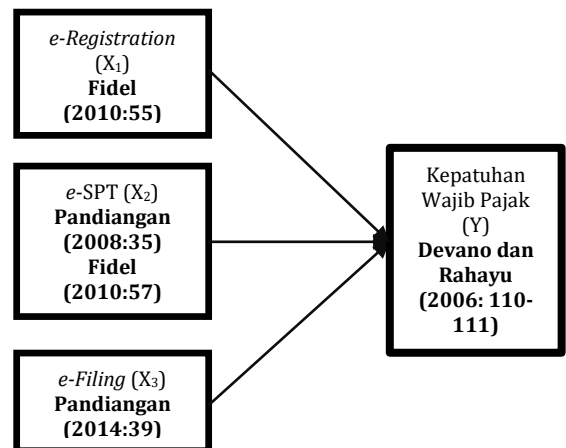 e-Registration
(X₁)
Fidel
(2010:55)
e-SPT (X₂)
Pandiangan
(2008:35)
Fidel
(2010:57)
e-Filing (X₃)
Pandiangan
(2014:39)
Kepatuhan
Wajib Pajak
(Y)
Devano dan
Rahayu
(2006: 110-
111)